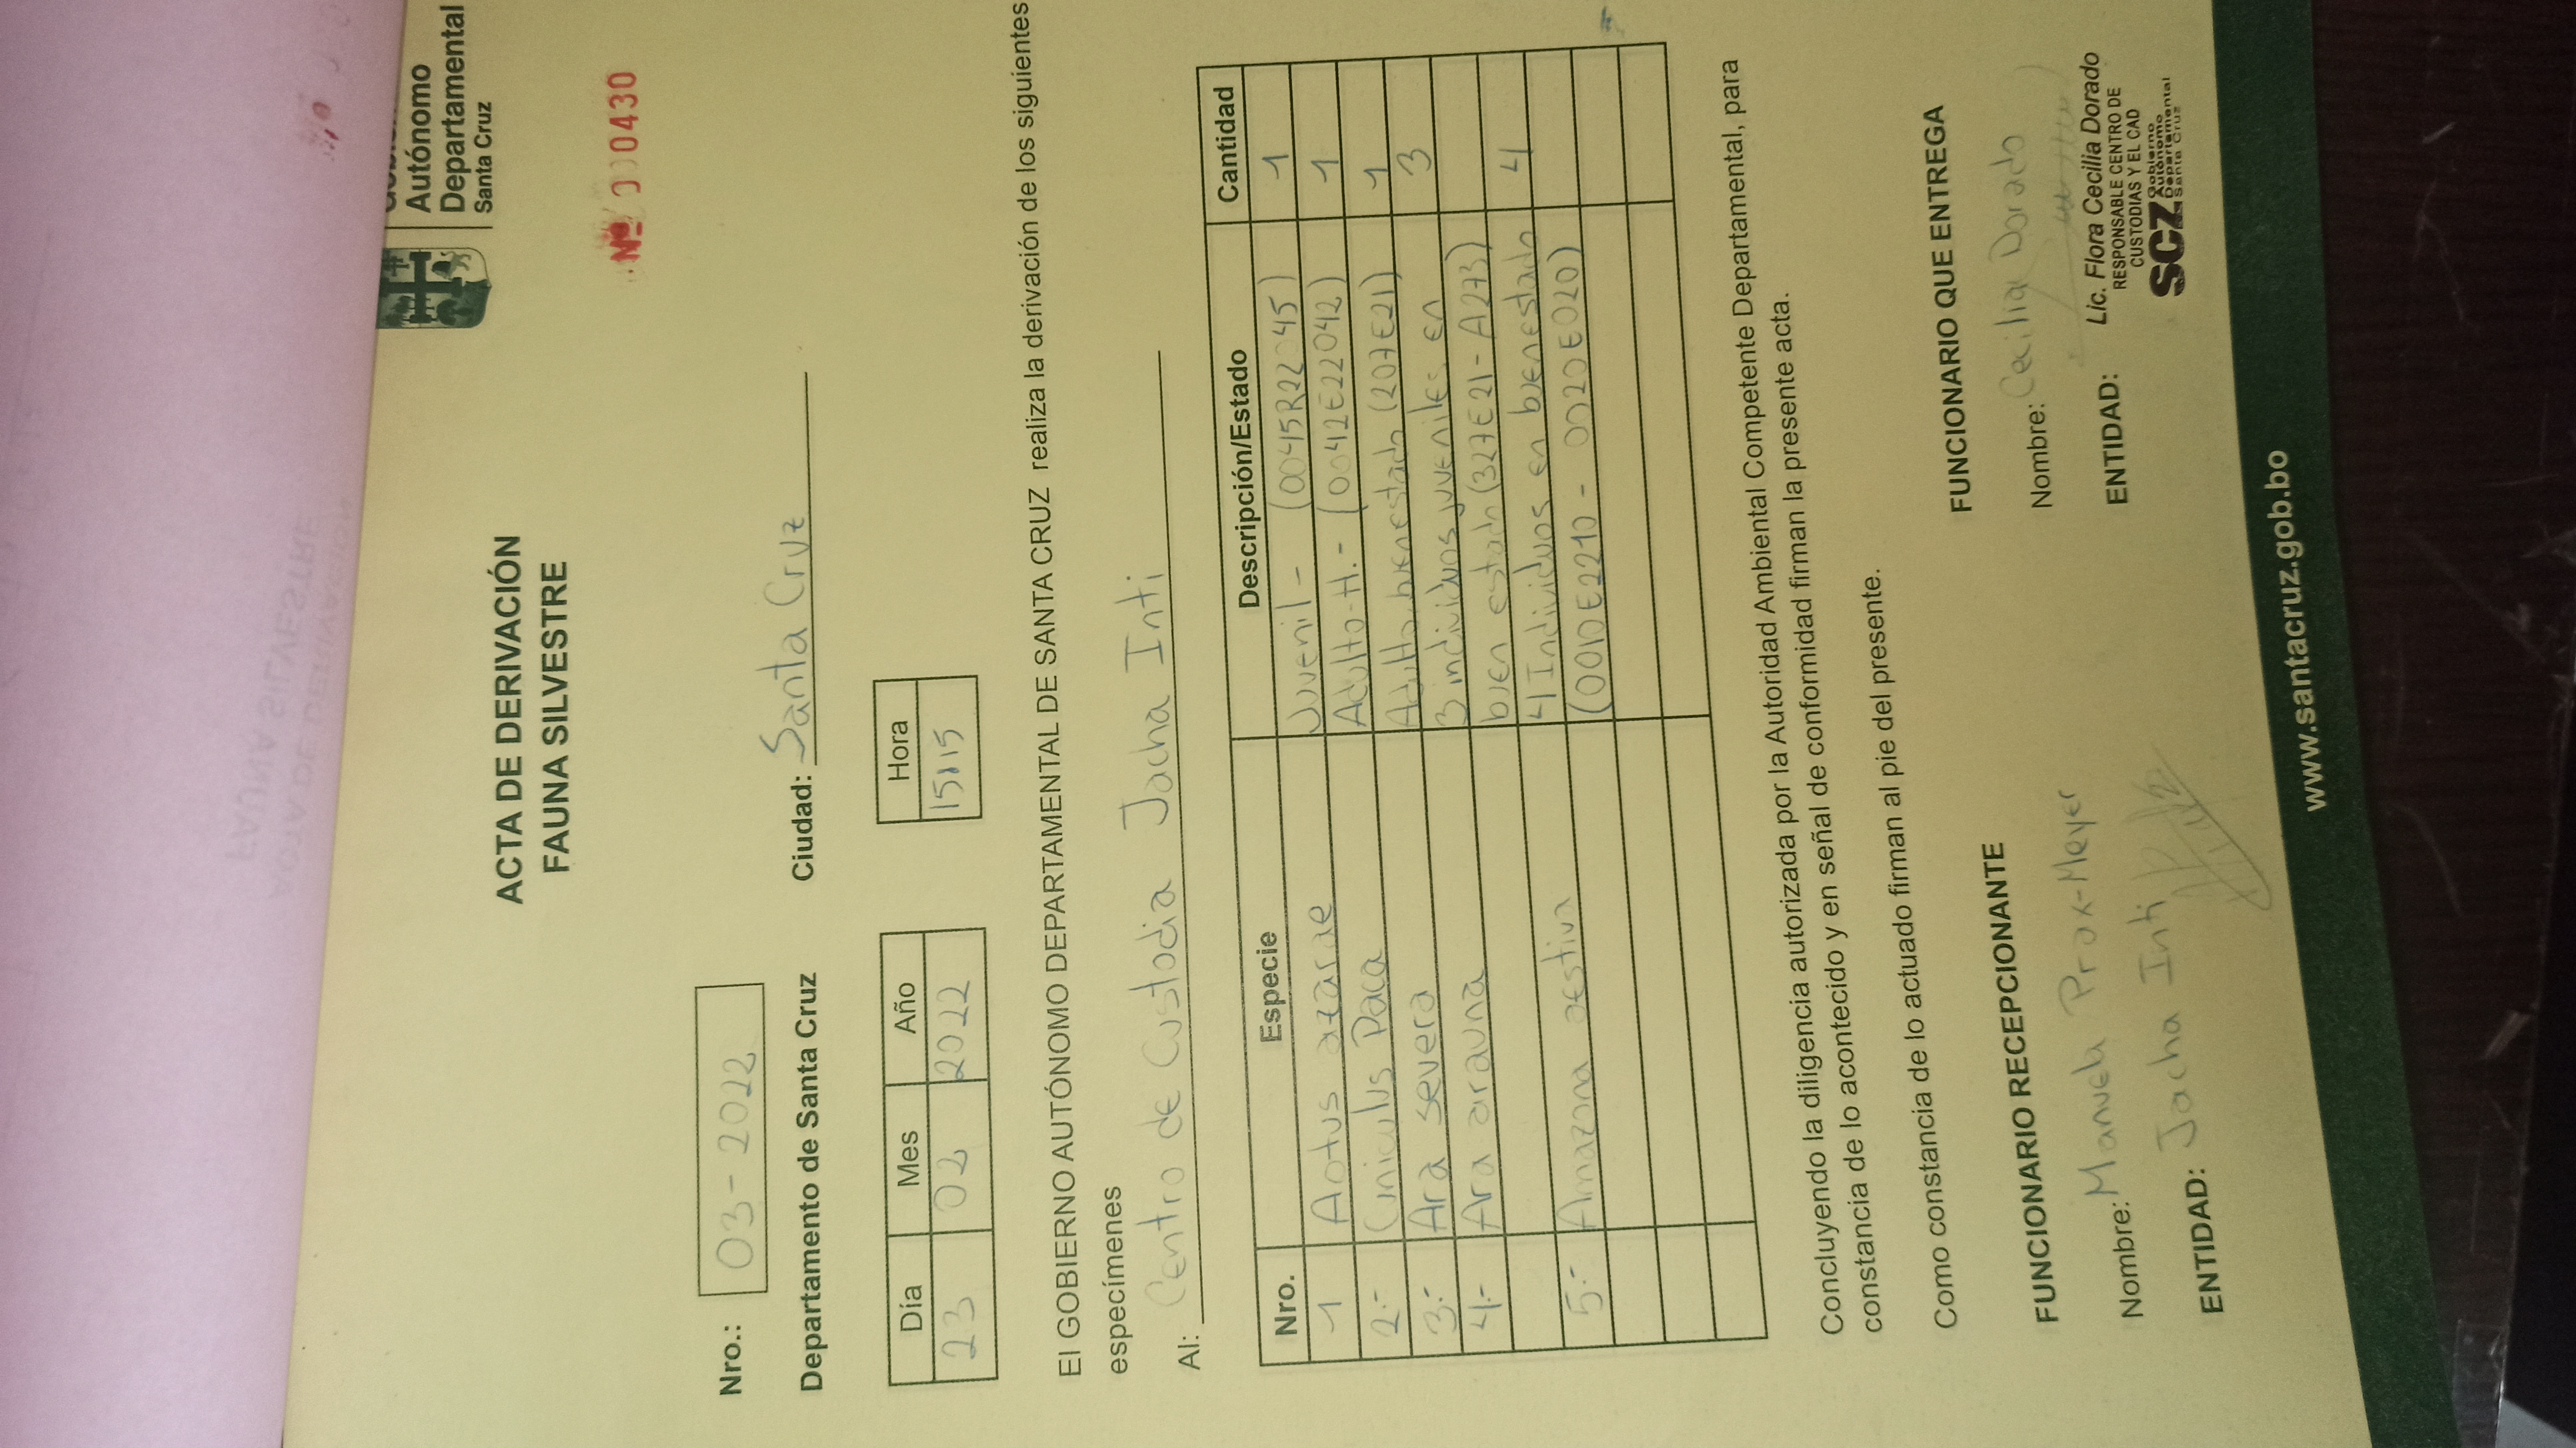 Autónomo
Departamental
Santa Cruz
ACTA DE DERIVACIÓN
FAUNA SILVESTRE
Nº 000430
Nro.: 03-2022
Departamento de Santa Cruz Ciudad: Santa Cruz
Día Mes Año Hora
23 02 2022 15:15
El GOBIERNO AUTÓNOMO DEPARTAMENTAL DE SANTA CRUZ realiza la derivación de los siguientes
especímenes
Al: Centro de Custodia Jacha Inti
Nro. Especie Descripción/Estado Cantidad
1 Aotus azarae Juvenil - (0045R22045) 1
2.- Cuniculus Paca Adulto-H.- (0042E22042) 1
3.- Ara severa Adulto, buen estado (207E21) 1
4.- Ara arauna 3 individuos juveniles en 3
buen estado (327E21-A273)
5.- Amazona aestiva 4 Individuos en buen estado 4
(0010E2210 - 0020E020)
Concluyendo la diligencia autorizada por la Autoridad Ambiental Competente Departamental, para
constancia de lo acontecido y en señal de conformidad firman la presente acta.
Como constancia de lo actuado firman al pie del presente.
FUNCIONARIO RECEPCIONANTE
Nombre: Manuela Prox-Meyer
ENTIDAD: Jacha Inti
FUNCIONARIO QUE ENTREGA
Nombre: Cecilia Dorado
ENTIDAD:
Lic. Flora Cecilia Dorado
RESPONSABLE CENTRO DE
CUSTODIAS Y EL CAD
SCZ Gobierno
Autónomo
Departamental
Santa Cruz
www.santacruz.gob.bo